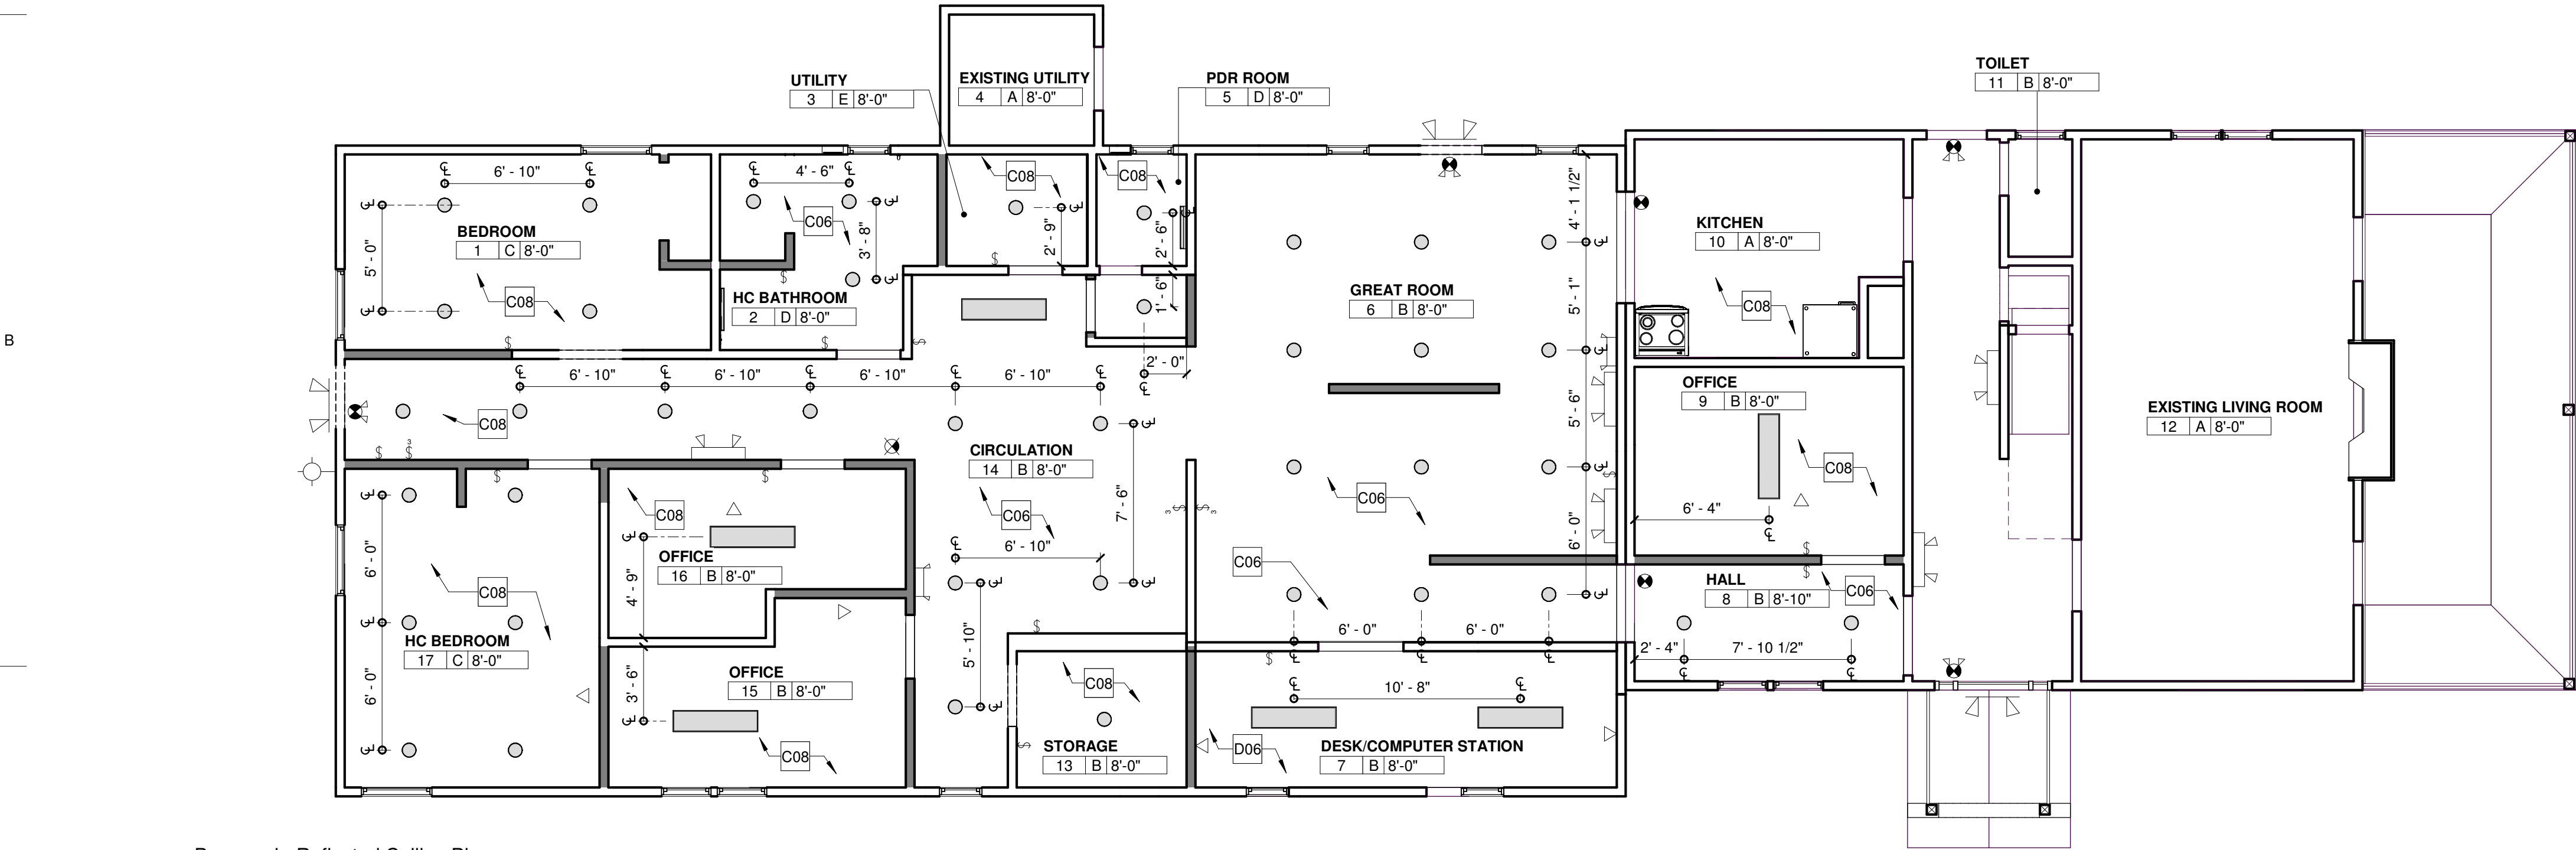 TOILET
11 B 8'-0"
UTILITY
3 E 8'-0"
EXISTING UTILITY
4 A 8'-0"
PDR ROOM
5 D 8'-0"
B
6' - 10"
5' - 0"
BEDROOM
1 C 8'-0"
C08
4' - 6"
C06
3' - 8"
HC BATHROOM
2 D 8'-0"
C08
2' - 9"
C08
2' - 6"
1' - 6"
2' - 0"
GREAT ROOM
6 B 8'-0"
4' - 1 1/2"
5' - 1"
5' - 6"
6' - 0"
C06
C06
6' - 0"
6' - 0"
KITCHEN
10 A 8'-0"
C08
OFFICE
9 B 8'-0"
C08
6' - 4"
EXISTING LIVING ROOM
12 A 8'-0"
6' - 10"
6' - 10"
6' - 10"
6' - 10"
C08
CIRCULATION
14 B 8'-0"
C06
7' - 6"
6' - 10"
5' - 10"
C08
OFFICE
16 B 8'-0"
4' - 9"
6' - 0"
6' - 0"
C08
HC BEDROOM
17 C 8'-0"
OFFICE
15 B 8'-0"
3' - 6"
C08
C08
STORAGE
13 B 8'-0"
10' - 8"
D06
DESK/COMPUTER STATION
7 B 8'-0"
HALL
8 B 8'-10"
C06
2' - 4"
7' - 10 1/2"